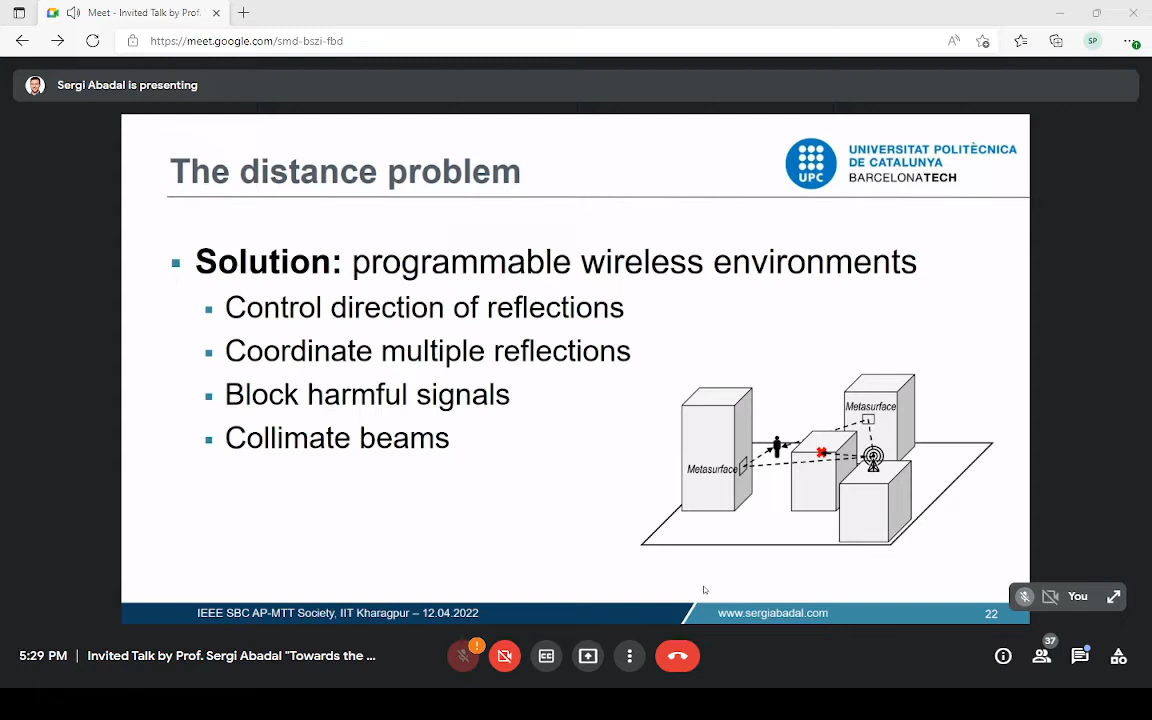 Meet - Invited Talk by Prof.
https://meet.google.com/smd-bszi-fbd
SP
Sergi Abadal is presenting
The distance problem
UPC
UNIVERSITAT POLITÈCNICA
DE CATALUNYA
BARCELONATECH
Solution: programmable wireless environments
Control direction of reflections
Coordinate multiple reflections
Block harmful signals
Collimate beams
Metasurface
Metasurface
You
IEEE SBC AP-MTT Society, IIT Kharagpur – 12.04.2022
www.sergiabadal.com
22
5:29 PM
Invited Talk by Prof. Sergi Abadal "Towards the ...
37